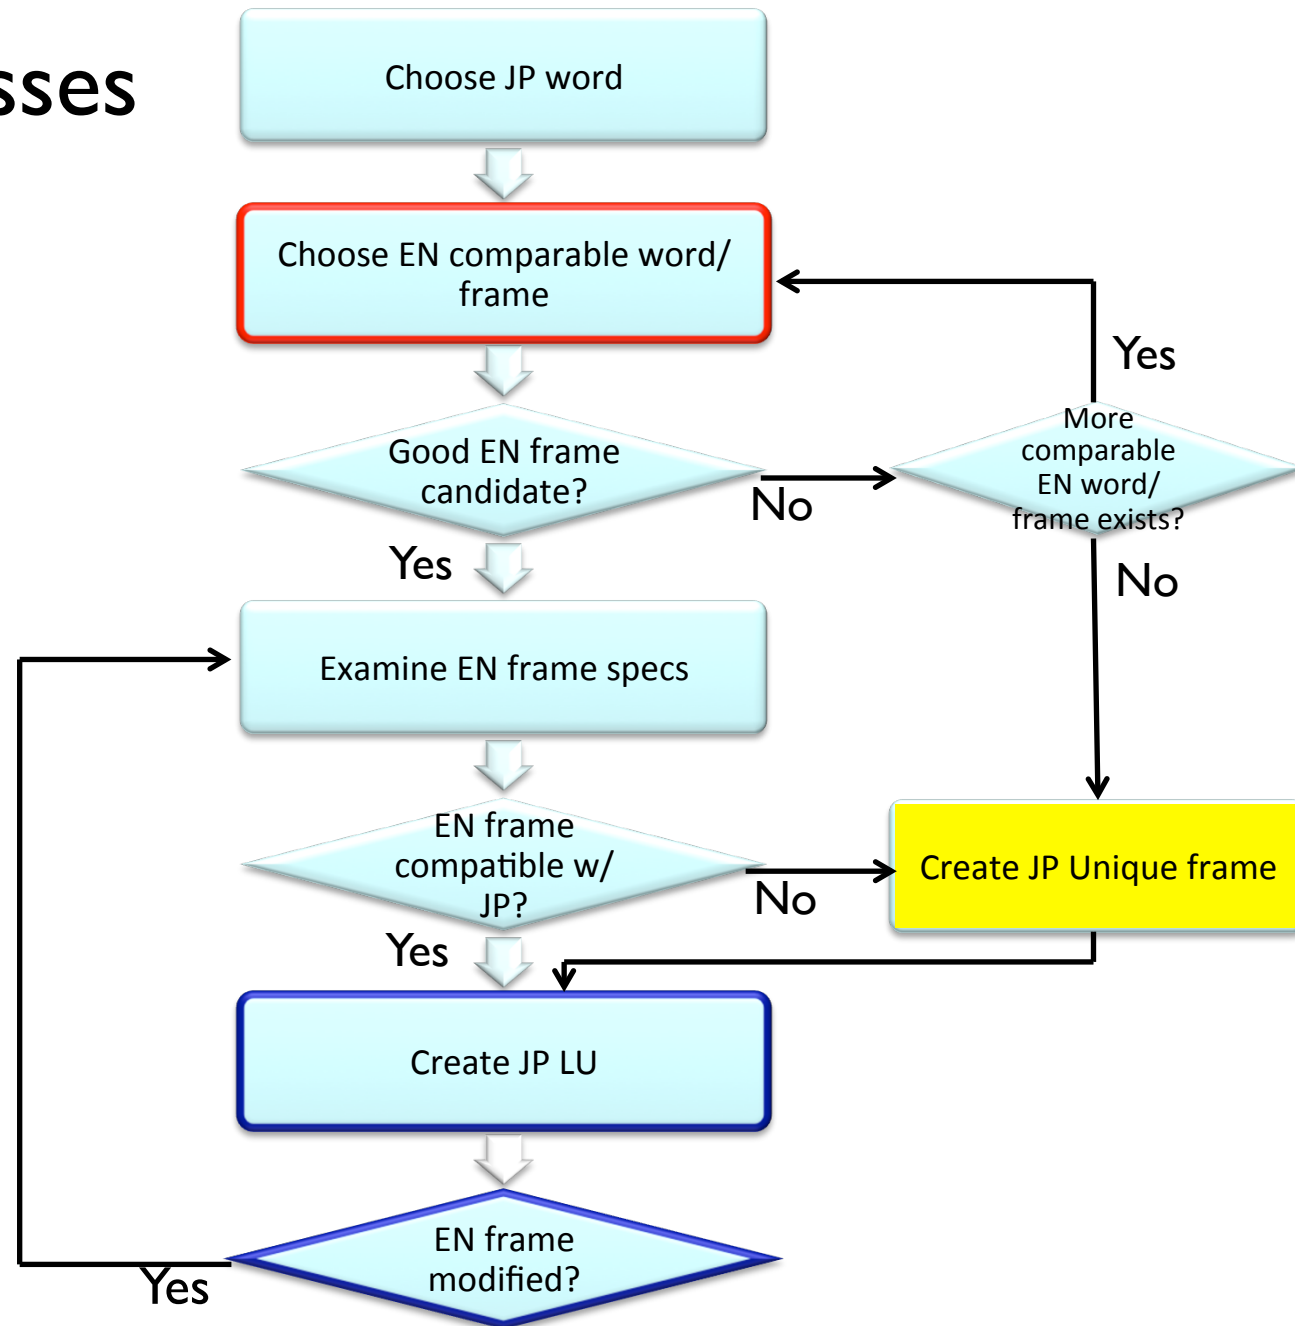 sses
Choose JP word
Choose EN comparable word/
frame
Yes
Good EN frame
candidate?
No
More
comparable
EN word/
frame exists?
Yes
No
Examine EN frame specs
EN frame
compatible w/
JP?
No
Create JP Unique frame
Yes
Create JP LU
EN frame
modified?
Yes